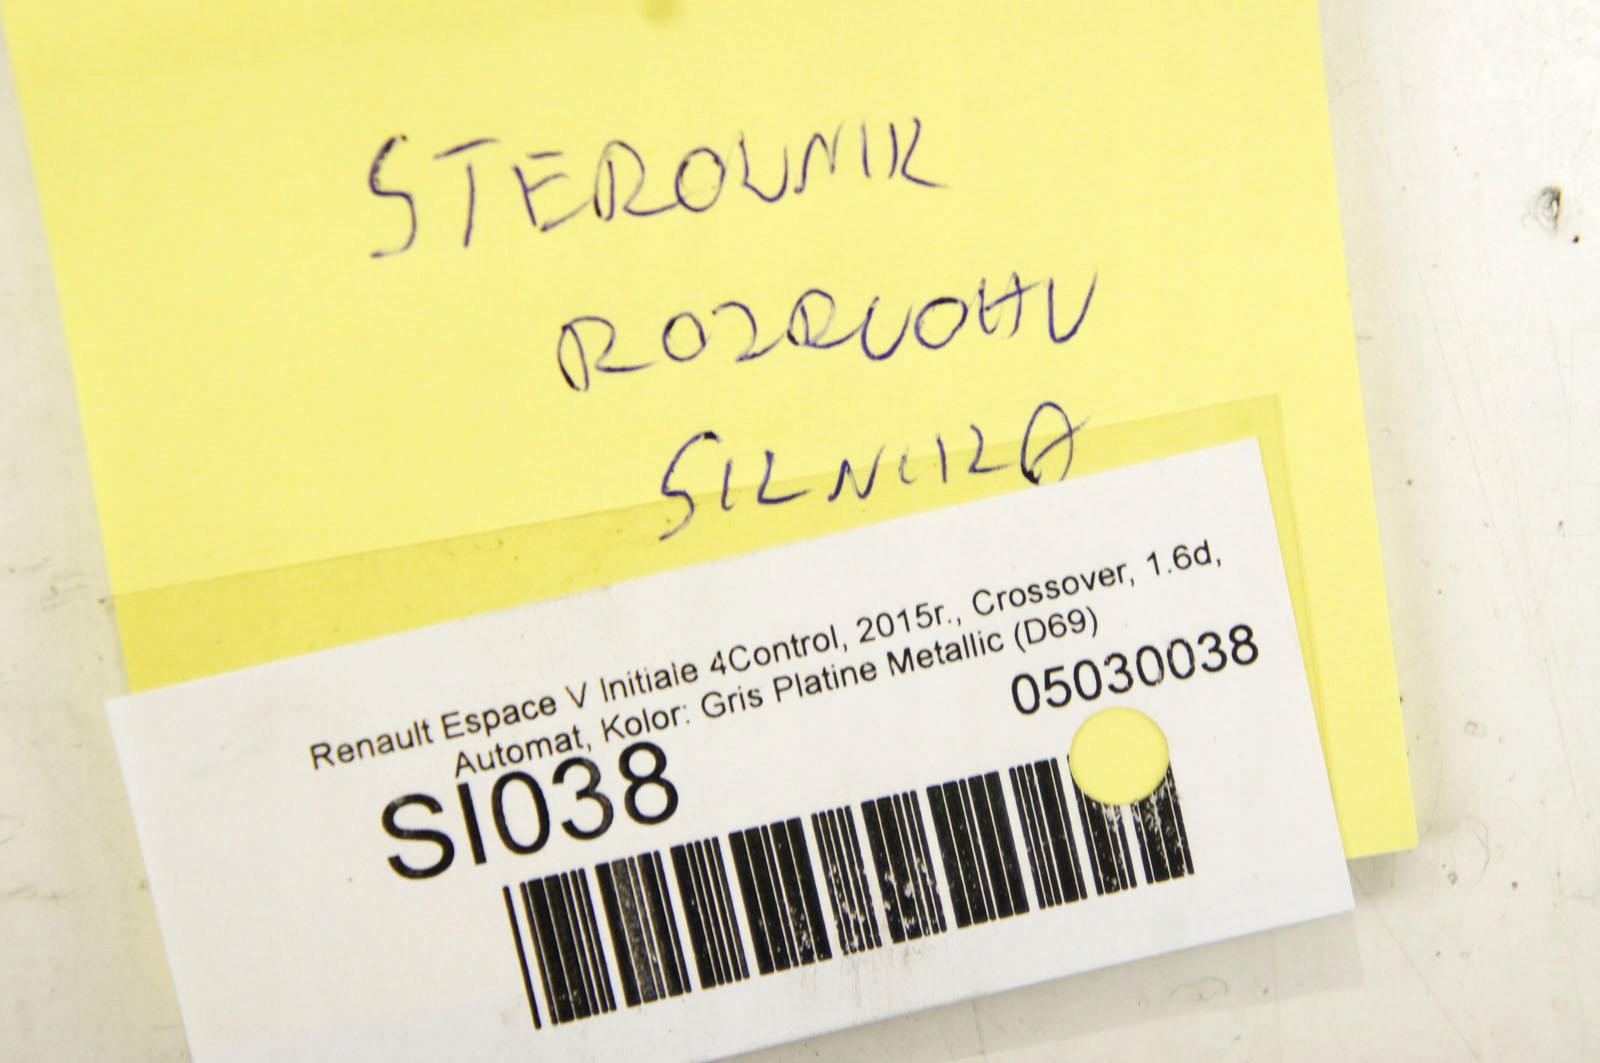 STEROWNIK
ROZRUCHU
SILNIKA
Renault Espace V Initiale 4Control, 2015r., Crossover, 1.6d,
Automat, Kolor: Gris Platine Metallic (D69)
05030038
SI038